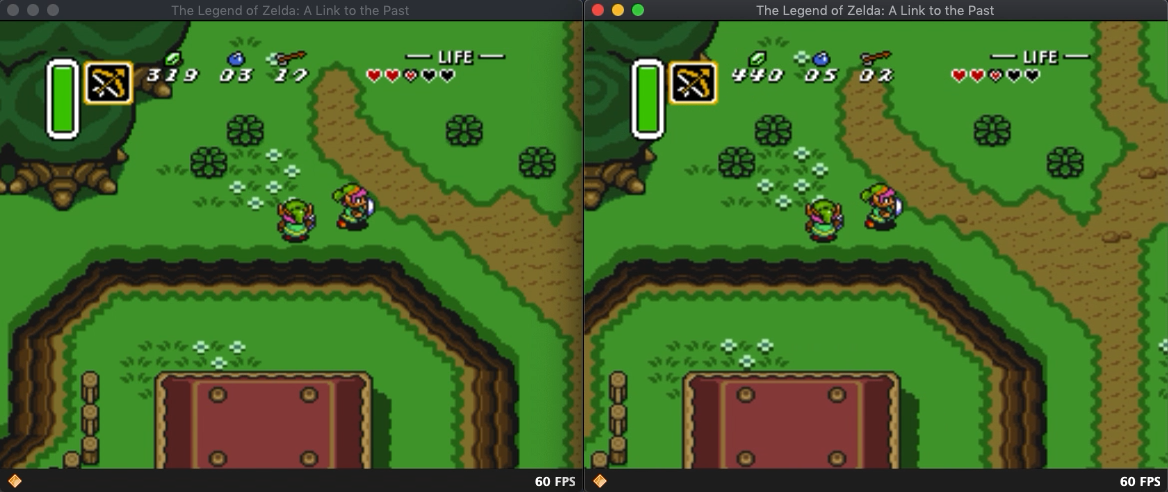 The Legend of Zelda: A Link to the Past
— LIFE —
319 03 17
60 FPS
The Legend of Zelda: A Link to the Past
— LIFE —
440 05 02
60 FPS